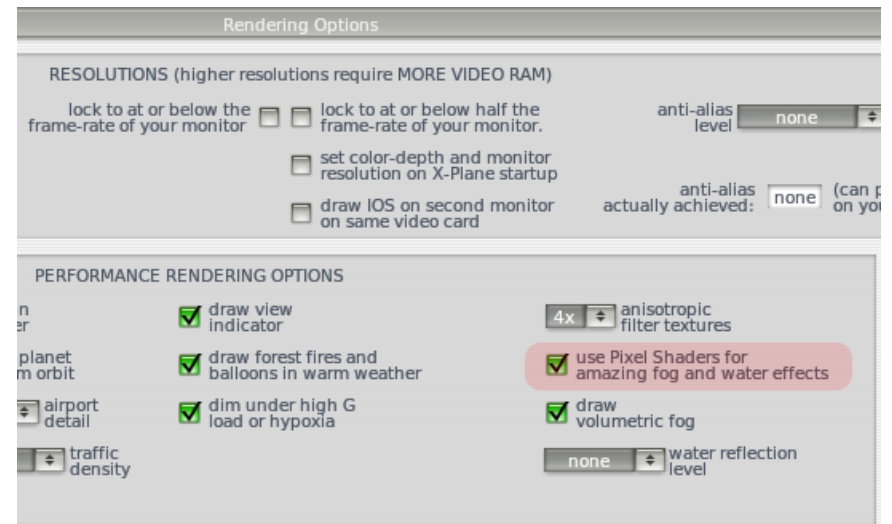 Rendering Options
RESOLUTIONS (higher resolutions require MORE VIDEO RAM)
lock to at or below the
frame-rate of your monitor
lock to at or below half the
frame-rate of your monitor.
set color-depth and monitor
resolution on X-Plane startup
draw IOS on second monitor
on same video card
anti-alias
level
none
anti-alias
actually achieved:
none
(can p
on you
PERFORMANCE RENDERING OPTIONS
n
er
planet
m orbit
airport
detail
traffic
density
draw view
indicator
draw forest fires and
balloons in warm weather
dim under high G
load or hypoxia
4x
anisotropic
filter textures
use Pixel Shaders for
amazing fog and water effects
draw
volumetric fog
none
water reflection
level